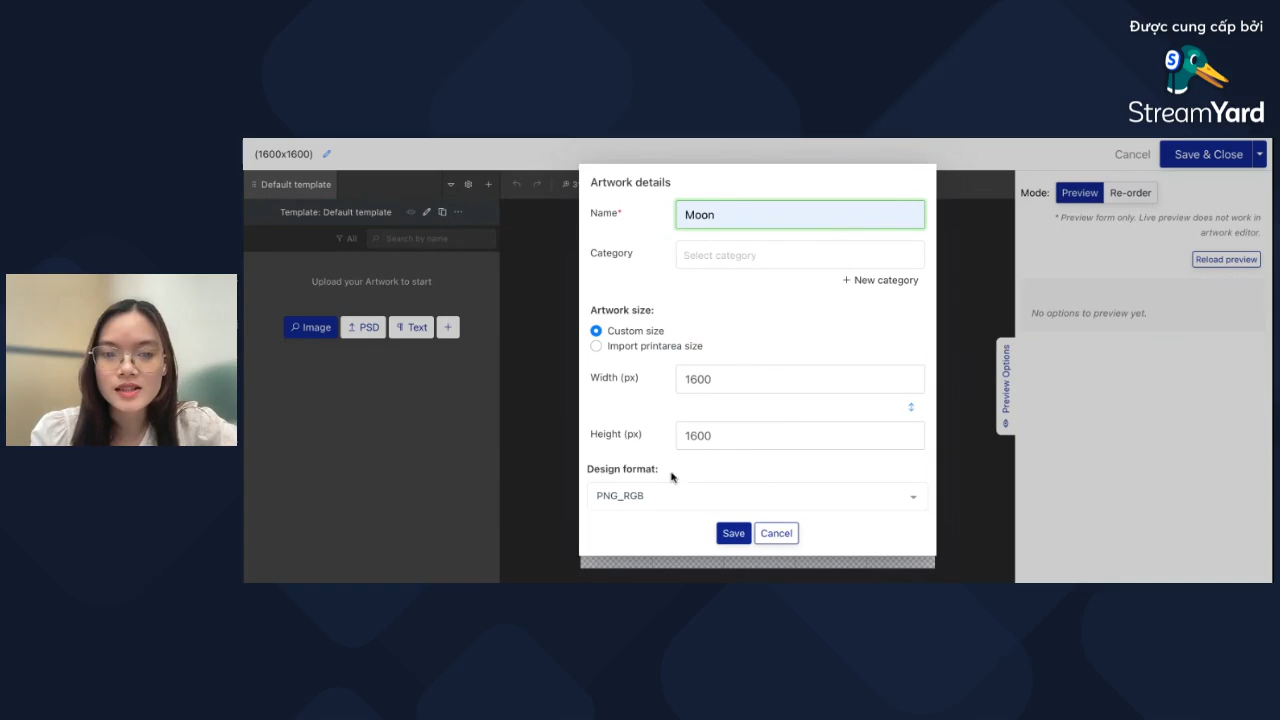 Được cung cấp bởi
S
StreamYard
(1600x1600)
Cancel
Save & Close
Default template
Template: Default template
All
Search by name
Upload your Artwork to start
Image
PSD
Text
+
Artwork details
Name*
Moon
Category
Select category
+ New category
Artwork size:
Custom size
Import printarea size
Width (px)
1600
Height (px)
1600
Design format:
PNG_RGB
Save
Cancel
Mode:
Preview
Re-order
* Preview form only. Live preview does not work in
artwork editor.
Reload preview
No options to preview yet.
Preview Options